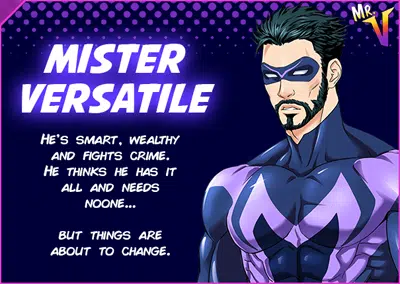 MR. V
MISTER
VERSATILE
HE'S SMART, WEALTHY
AND FIGHTS CRIME.
HE THINKS HE HAS IT
ALL AND NEEDS
NOONE...
BUT THINGS ARE
ABOUT TO CHANGE.